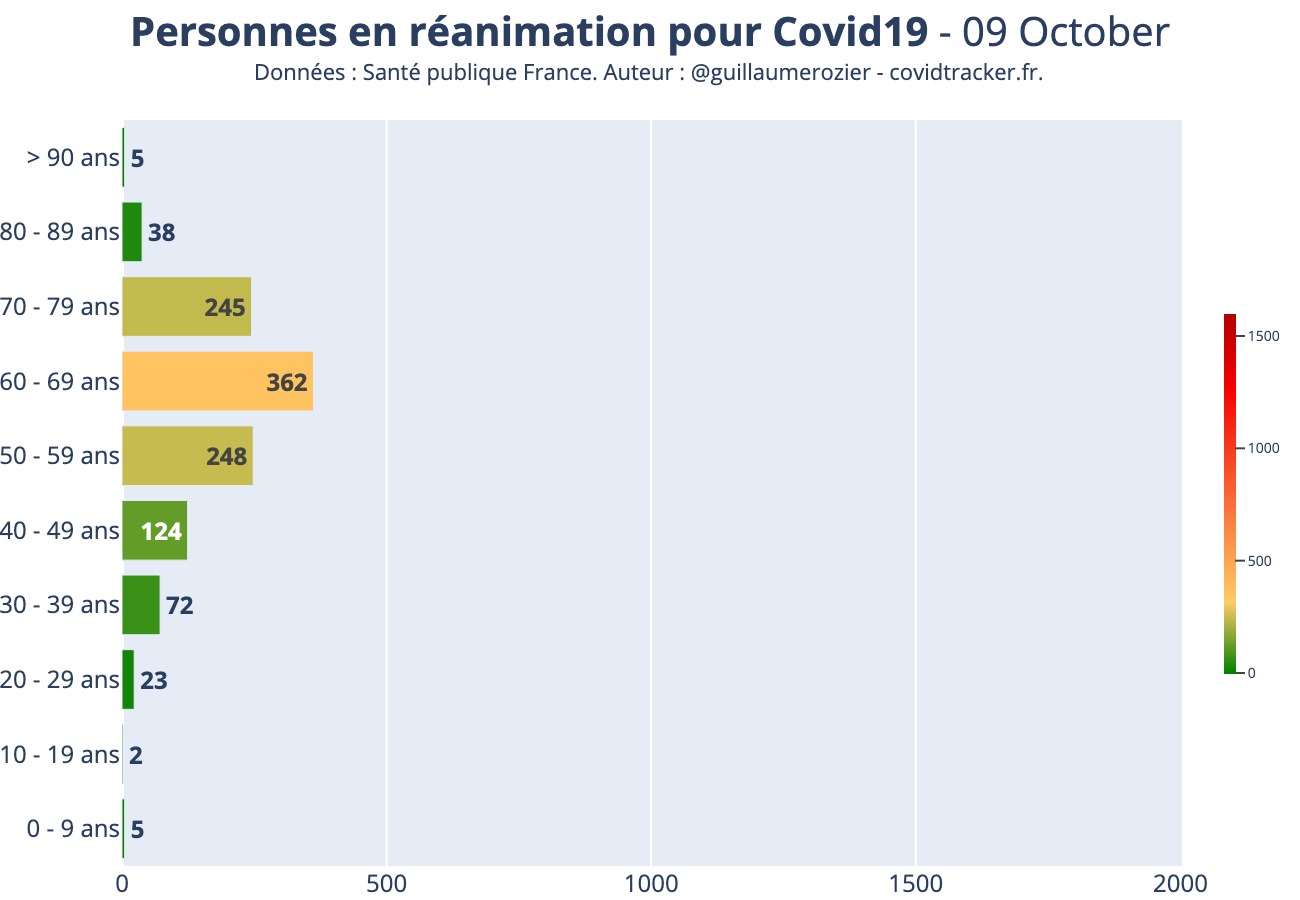 Personnes en réanimation pour Covid19 - 09 October
Données : Santé publique France. Auteur : @guillaumerozier - covidtracker.fr.
> 90 ans 5
80 - 89 ans 38
70 - 79 ans 245
60 - 69 ans 362
50 - 59 ans 248
40 - 49 ans 124
30 - 39 ans 72
20 - 29 ans 23
10 - 19 ans 2
0 - 9 ans 5
0 500 1000 1500 2000
1500
1000
500
0